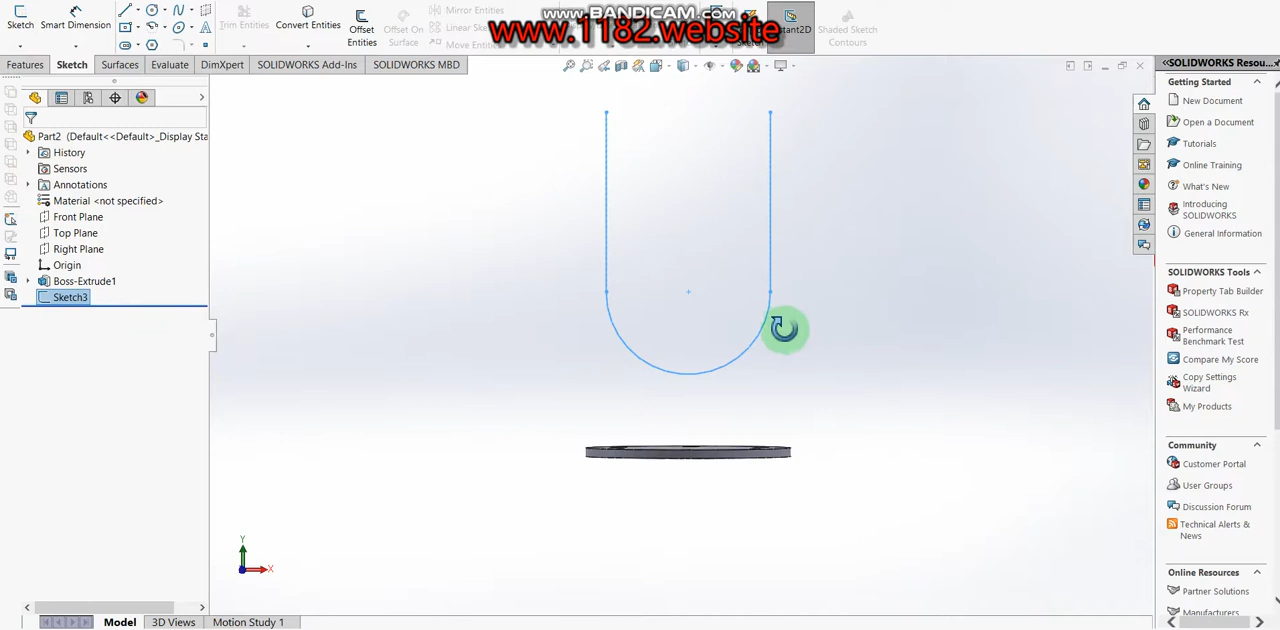 www.BANDICAM.com
www.1182.website
Sketch
Smart Dimension
Trim Entities
Convert Entities
Offset Entities
Offset On Surface
Mirror Entities
Linear Sk
Move Entities
Instant2D
Shaded Sketch Contours
Features
Sketch
Surfaces
Evaluate
DimXpert
SOLIDWORKS Add-Ins
SOLIDWORKS MBD
Part2 (Default<<Default>_Display Sta
History
Sensors
Annotations
Material <not specified>
Front Plane
Top Plane
Right Plane
Origin
Boss-Extrude1
Sketch3
Y
X
Model
3D Views
Motion Study 1
SOLIDWORKS Resou...
Getting Started
New Document
Open a Document
Tutorials
Online Training
What's New
Introducing
SOLIDWORKS
General Information
SOLIDWORKS Tools
Property Tab Builder
SOLIDWORKS Rx
Performance
Benchmark Test
Compare My Score
Copy Settings
Wizard
My Products
Community
Customer Portal
User Groups
Discussion Forum
Technical Alerts &
News
Online Resources
Partner Solutions
Manufacturers